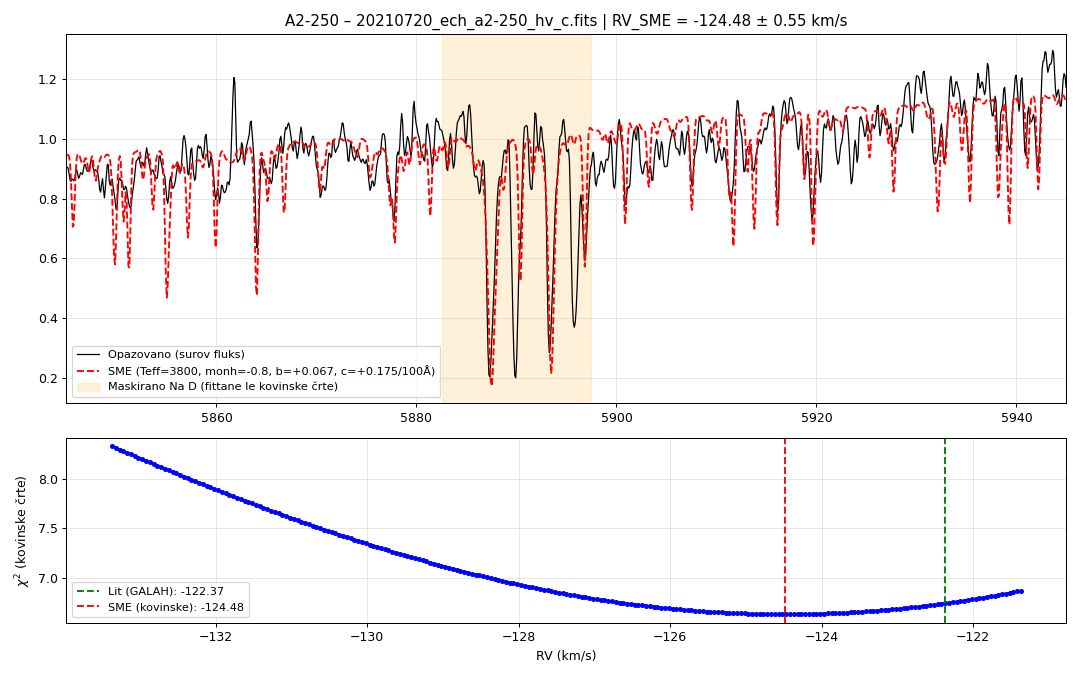 A2-250 – 20210720_ech_a2-250_hv_c.fits | RV_SME = -124.48 ± 0.55 km/s
1.2
1.0
0.8
0.6
0.4
0.2
Opazovano (surov fluks)
SME (Teff=3800, monh=-0.8, b=+0.067, c=+0.175/100Å)
Maskirano Na D (fittane le kovinske črte)
5860 5880 5900 5920 5940
χ² (kovinske črte)
8.0
7.5
7.0
Lit (GALAH): -122.37
SME (kovinske): -124.48
−132 −130 −128 −126 −124 −122
RV (km/s)